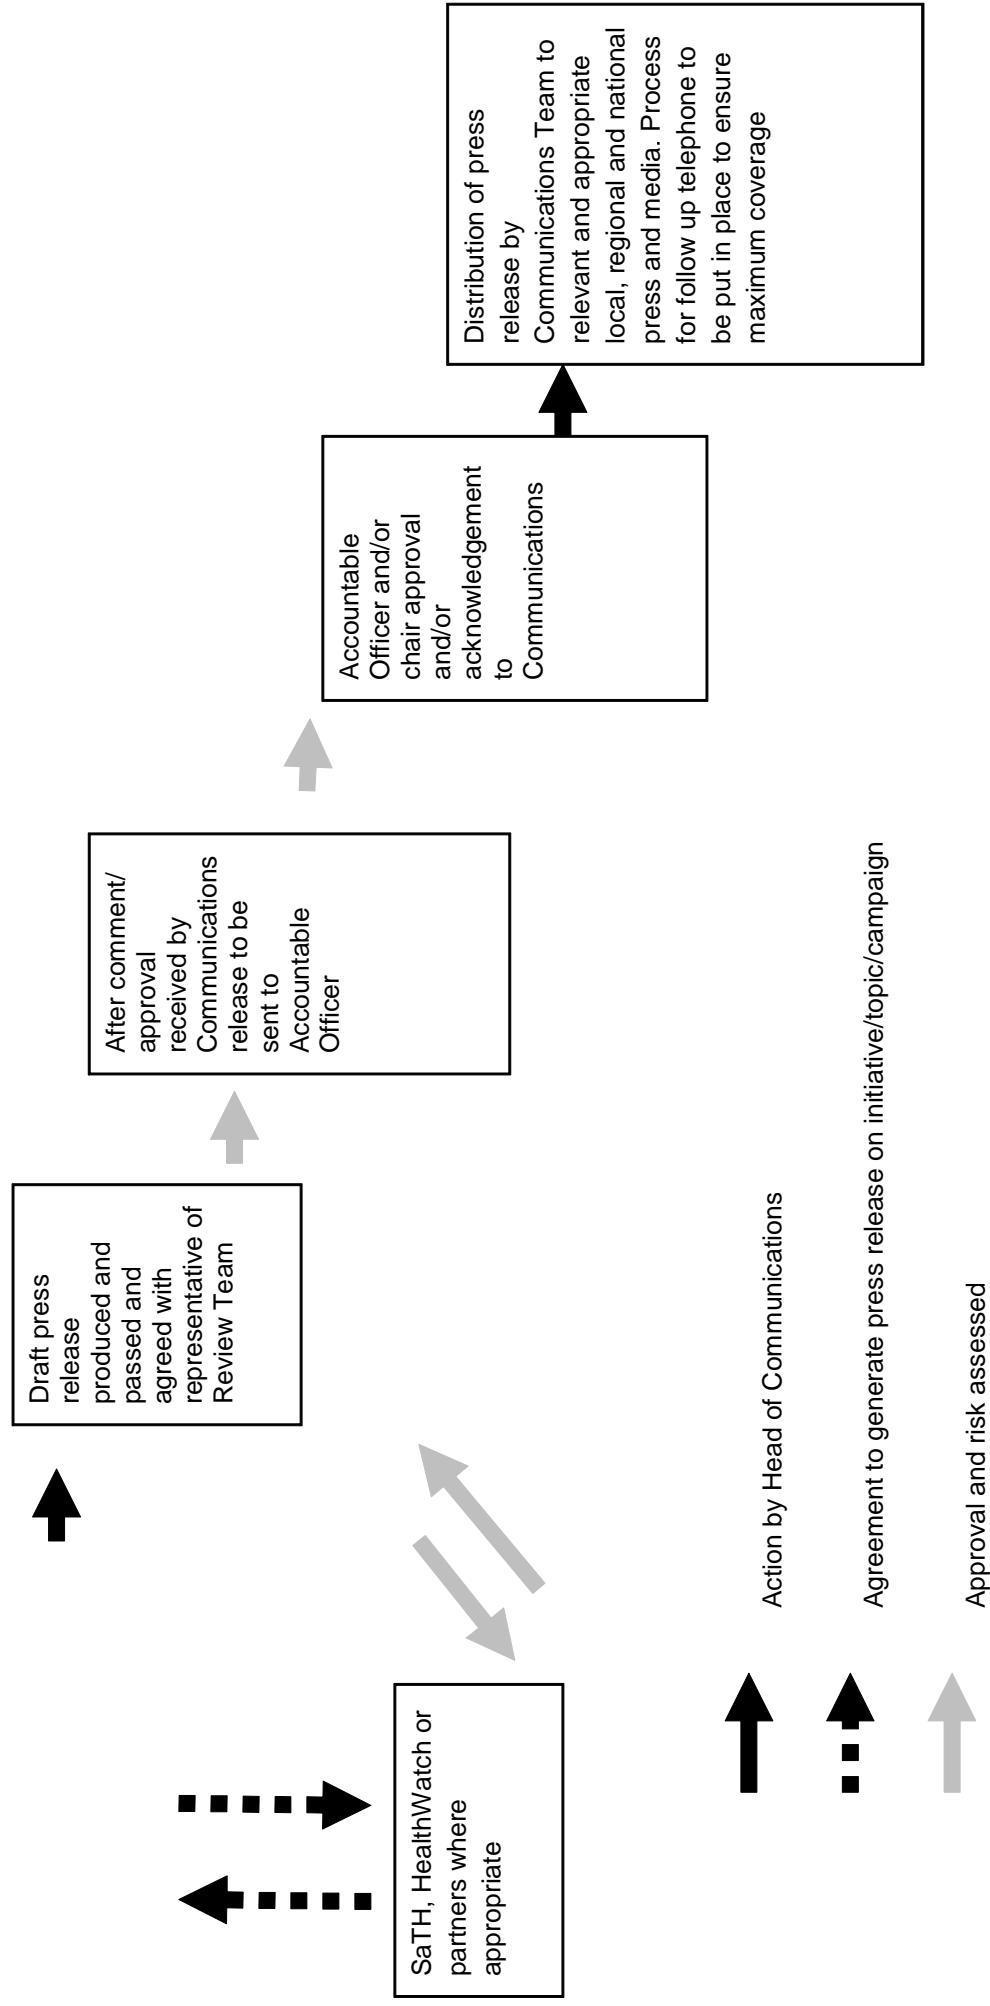 Draft press
release
produced and
passed and
agreed with
representative of
Review Team
After comment/
approval
received by
Communications
release to be
sent to
Accountable
Officer
Accountable
Officer and/or
chair approval
and/or
acknowledgement
to
Communications
Distribution of press
release by
Communications Team to
relevant and appropriate
local, regional and national
press and media. Process
for follow up telephone to
be put in place to ensure
maximum coverage
SaTH, HealthWatch or
partners where
appropriate
Action by Head of Communications
Agreement to generate press release on initiative/topic/campaign
Approval and risk assessed